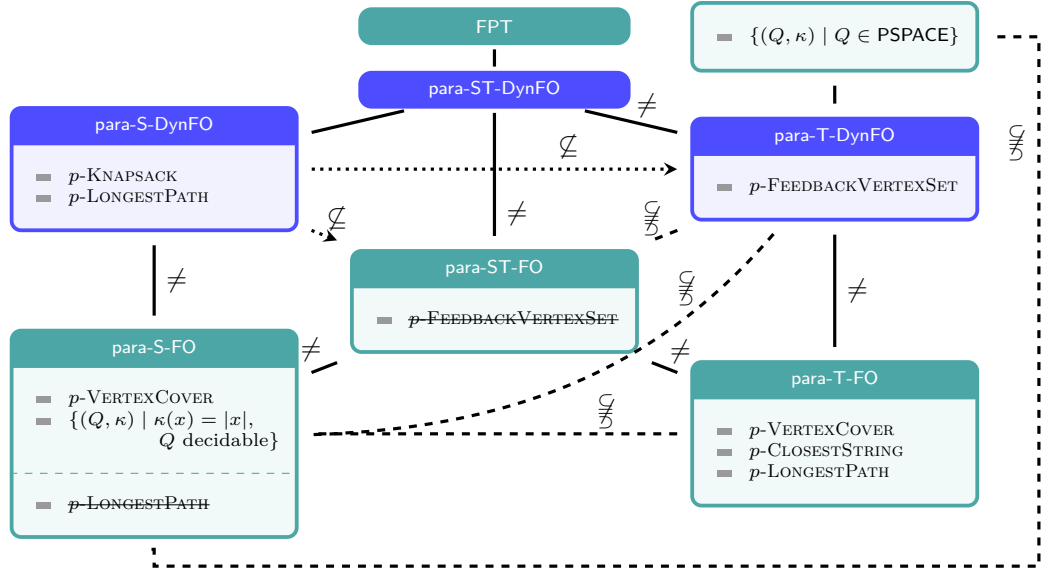 FPT
{(Q, κ) | Q ∈ PSPACE}
para-ST-DynFO
≠
para-S-DynFO
para-T-DynFO
⊈
⊈⊉
p-KNAPSACK
p-LONGESTPATH
p-FEEDBACKVERTEXSET
⊈
≠
⊈⊉
para-ST-FO
≠
⊈⊉
≠
p-FEEDBACKVERTEXSET
para-S-FO
≠
≠
para-T-FO
p-VERTEXCOVER
{(Q, κ) | κ(x) = |x|,
Q decidable}
⊈⊉
p-VERTEXCOVER
p-CLOSESTSTRING
p-LONGESTPATH
p-LONGESTPATH